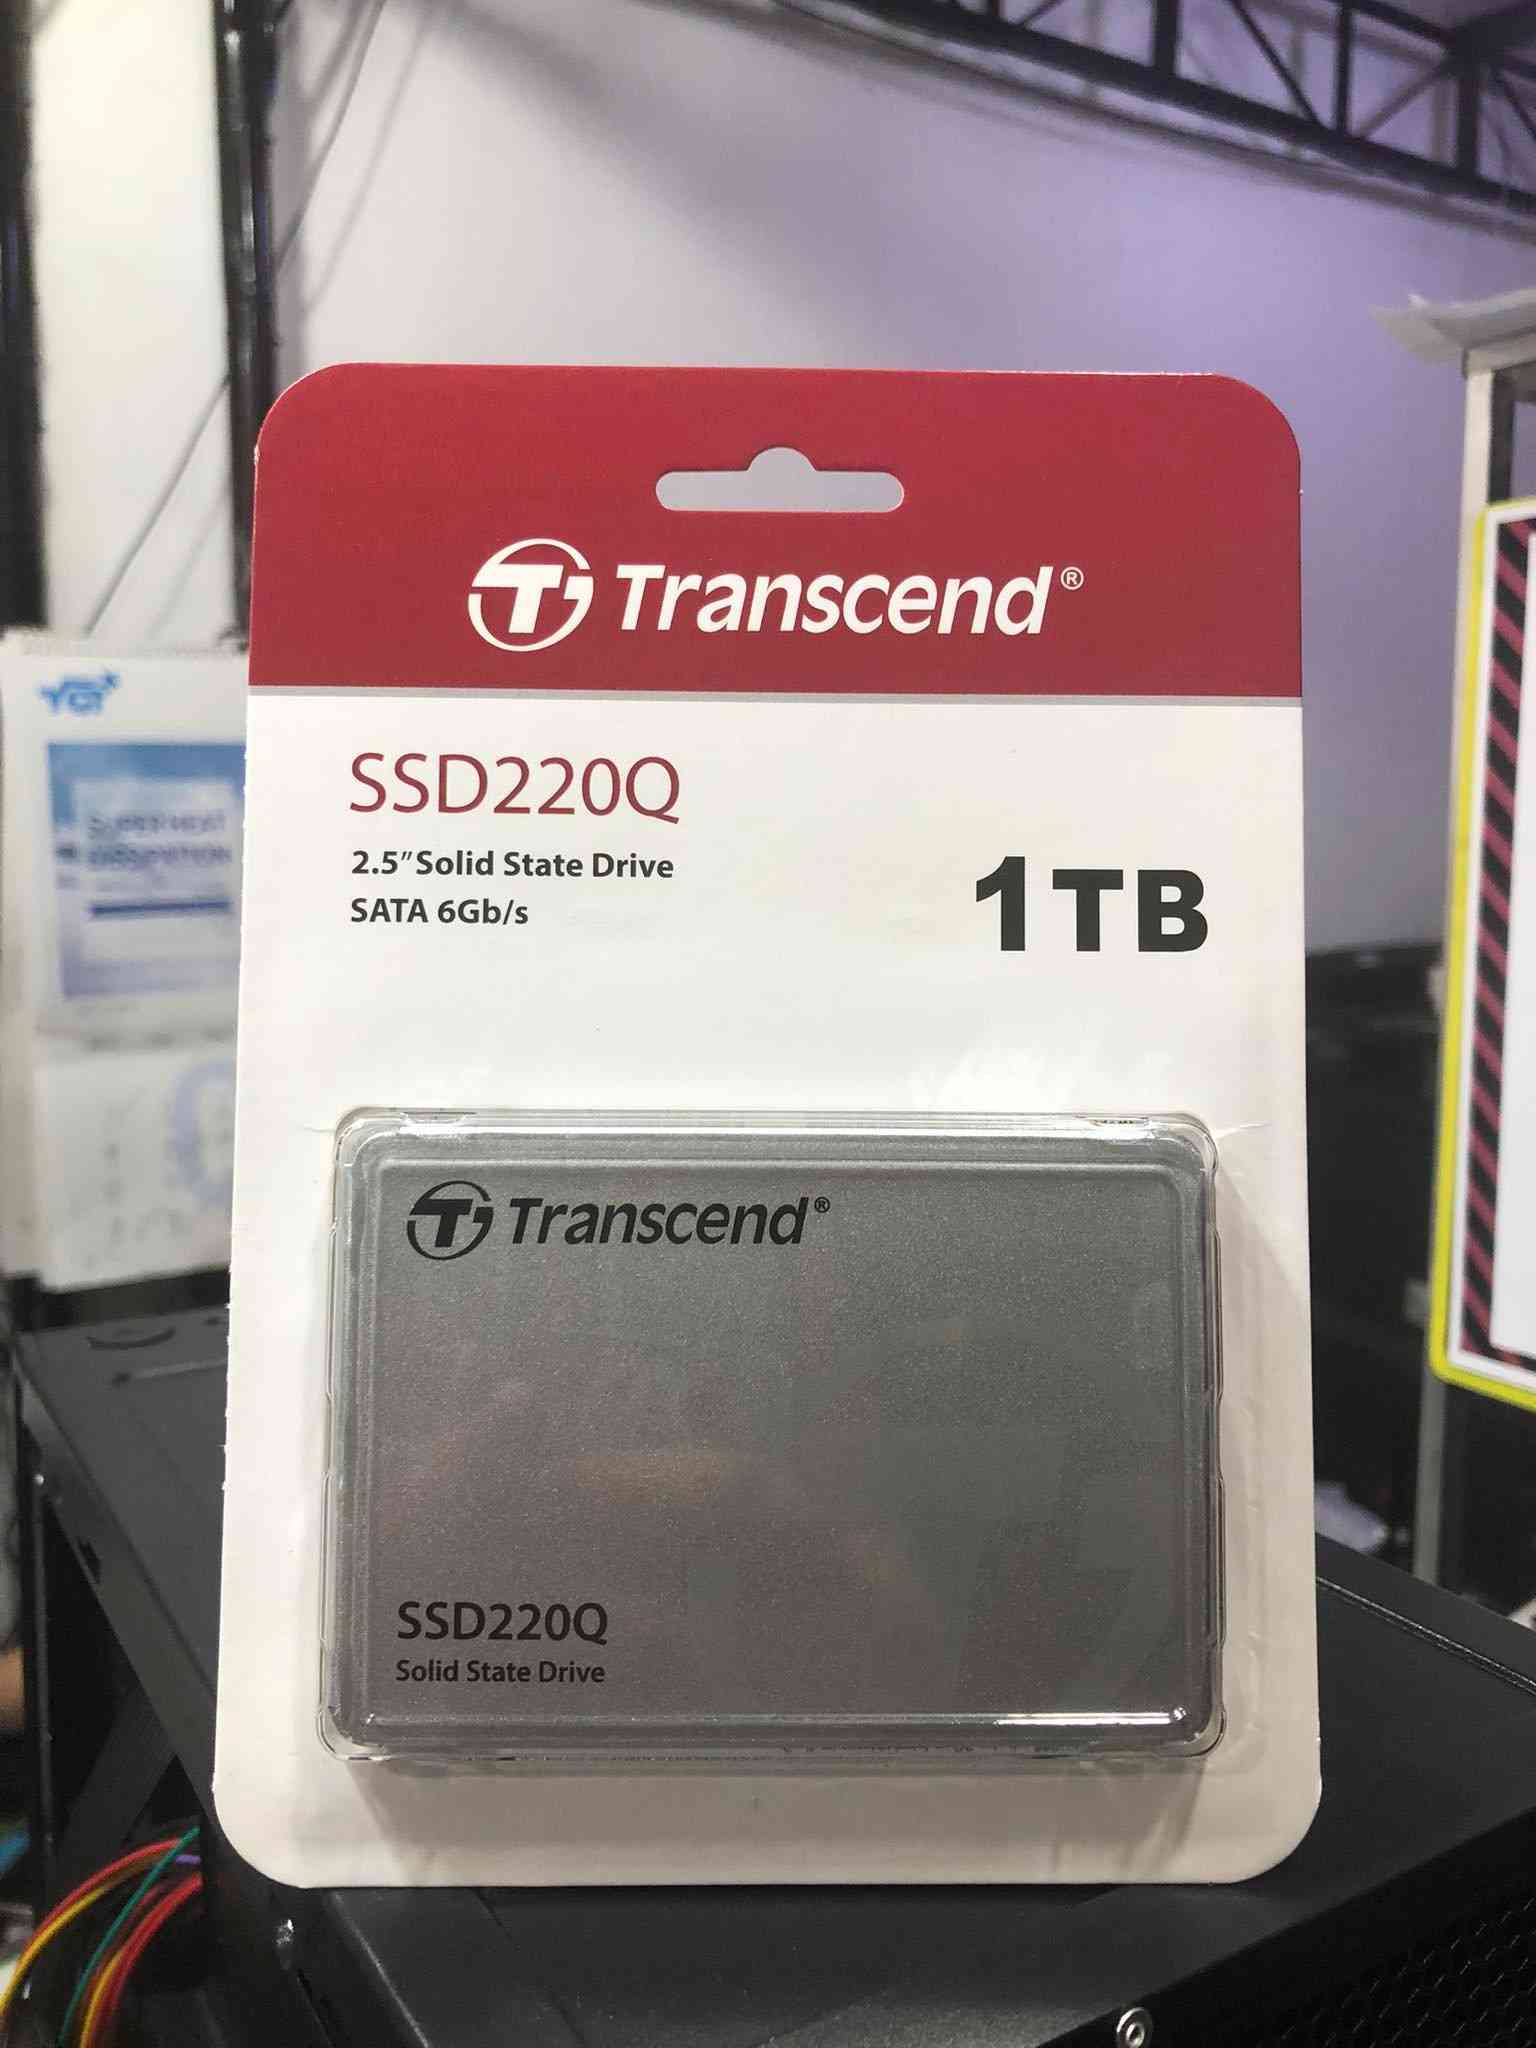 Transcend®
SSD220Q
2.5" Solid State Drive
SATA 6Gb/s
1TB
Transcend®
SSD220Q
Solid State Drive